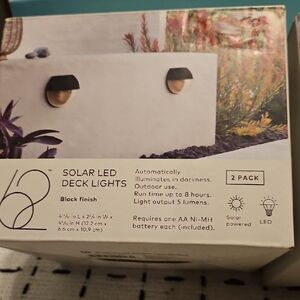 62
SOLAR LED
DECK LIGHTS
Black finish
Automatically
illuminates in darkness.
Outdoor use.
Run time up to 8 hours.
Light output 5 lumens.
Requires one AA Ni-MH
battery each (included).
2 PACK
Solar
powered
LED